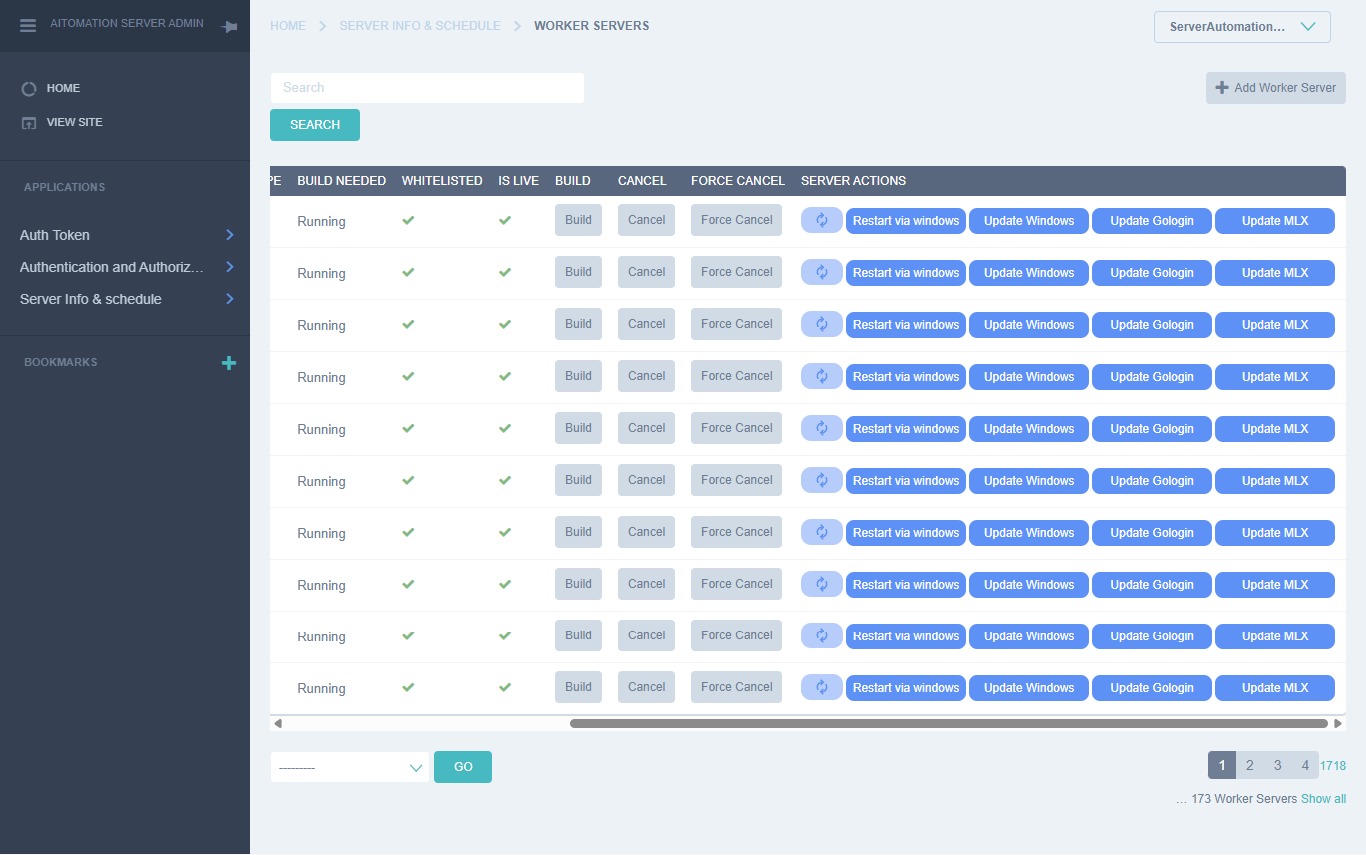 AITOMATION SERVER ADMIN
HOME
VIEW SITE
APPLICATIONS
Auth Token
Authentication and Authoriz...
Server Info & schedule
BOOKMARKS
HOME SERVER INFO & SCHEDULE WORKER SERVERS
ServerAutomation...
Search
Add Worker Server
SEARCH
PE BUILD NEEDED WHITELISTED IS LIVE BUILD CANCEL FORCE CANCEL SERVER ACTIONS
Running Build Cancel Force Cancel Restart via windows Update Windows Update Gologin Update MLX
Running Build Cancel Force Cancel Restart via windows Update Windows Update Gologin Update MLX
Running Build Cancel Force Cancel Restart via windows Update Windows Update Gologin Update MLX
Running Build Cancel Force Cancel Restart via windows Update Windows Update Gologin Update MLX
Running Build Cancel Force Cancel Restart via windows Update Windows Update Gologin Update MLX
Running Build Cancel Force Cancel Restart via windows Update Windows Update Gologin Update MLX
Running Build Cancel Force Cancel Restart via windows Update Windows Update Gologin Update MLX
Running Build Cancel Force Cancel Restart via windows Update Windows Update Gologin Update MLX
Running Build Cancel Force Cancel Restart via windows Update Windows Update Gologin Update MLX
Running Build Cancel Force Cancel Restart via windows Update Windows Update Gologin Update MLX
--------- GO
1 2 3 4 1718
... 173 Worker Servers Show all